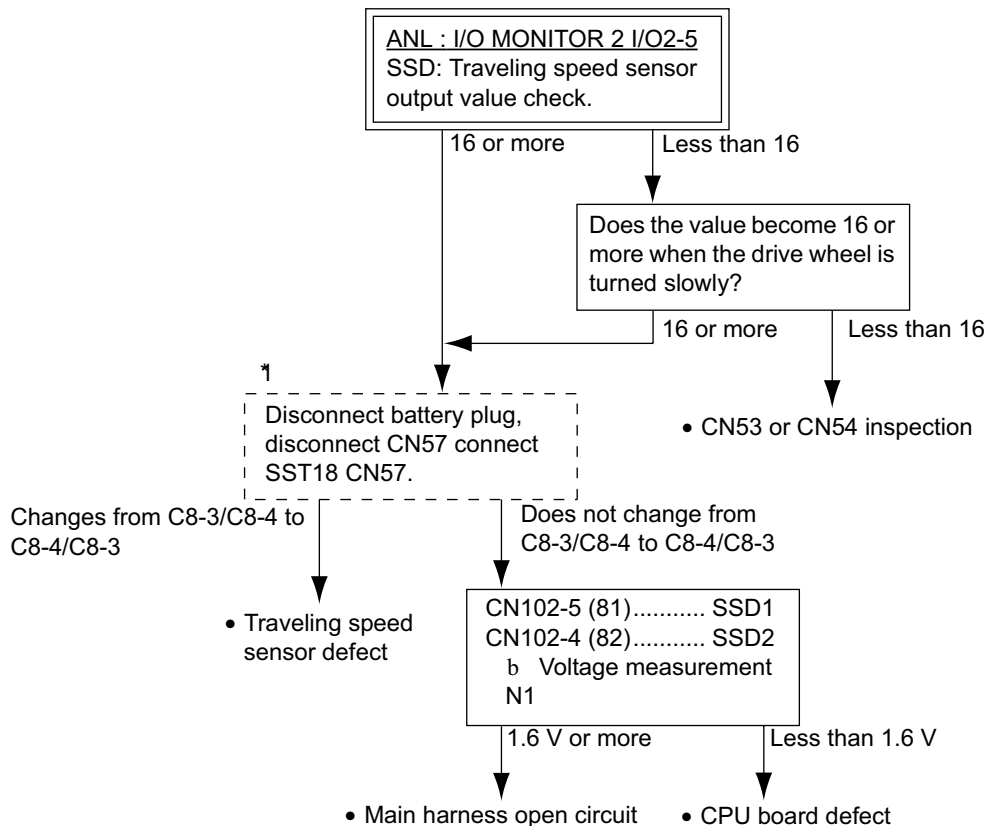 ANL : I/O MONITOR 2 I/O2-5
SSD: Traveling speed sensor
output value check.
16 or more
Less than 16
Does the value become 16 or
more when the drive wheel is
turned slowly?
16 or more
Less than 16
*1
Disconnect battery plug,
disconnect CN57 connect
SST18 CN57.
• CN53 or CN54 inspection
Changes from C8-3/C8-4 to
C8-4/C8-3
Does not change from
C8-3/C8-4 to C8-4/C8-3
• Traveling speed
sensor defect
CN102-5 (81)........... SSD1
CN102-4 (82)........... SSD2
b Voltage measurement
N1
1.6 V or more
Less than 1.6 V
• Main harness open circuit
• CPU board defect